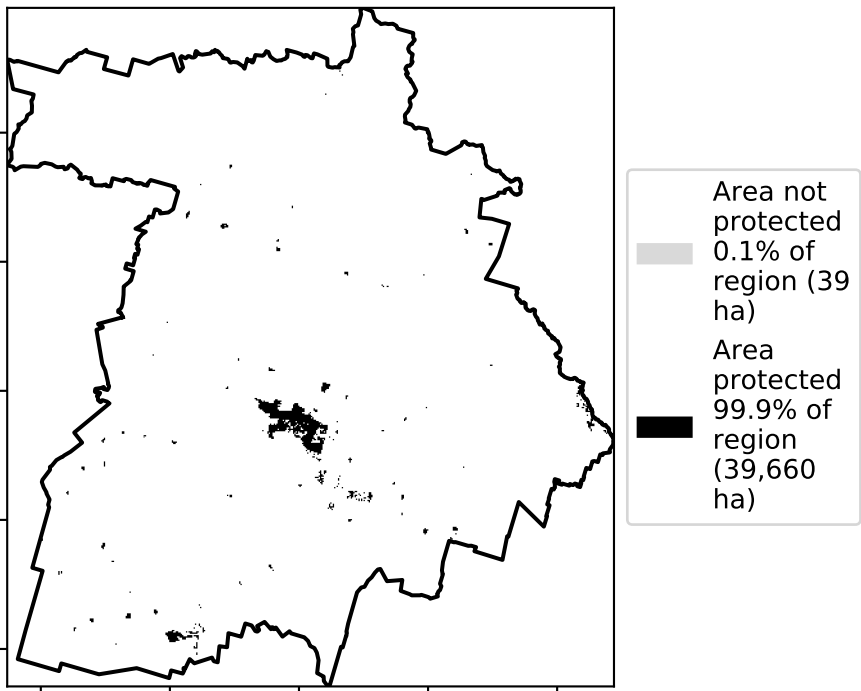 Area not
protected
0.1% of
region (39
ha)
Area
protected
99.9% of
region
(39,660
ha)